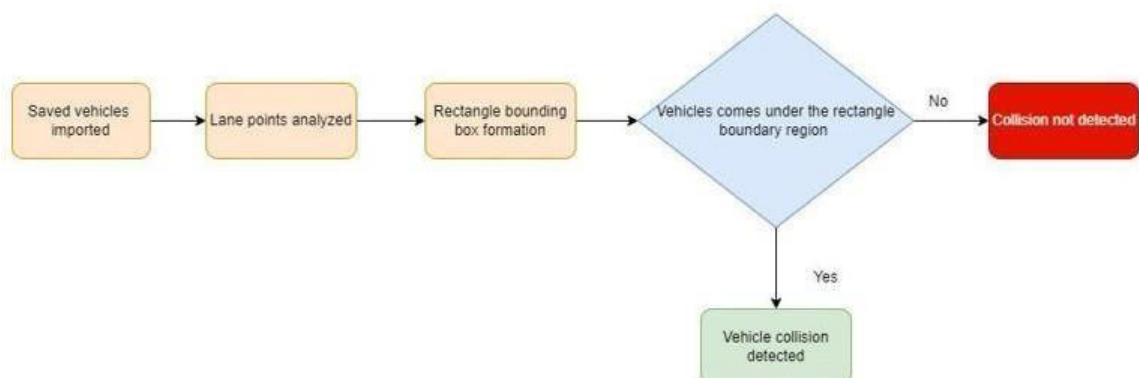 Saved vehicles
imported
Lane points analyzed
Rectangle bounding
box formation
Vehicles comes under the rectangle
boundary region
No
Collision not detected
Yes
Vehicle collision
detected